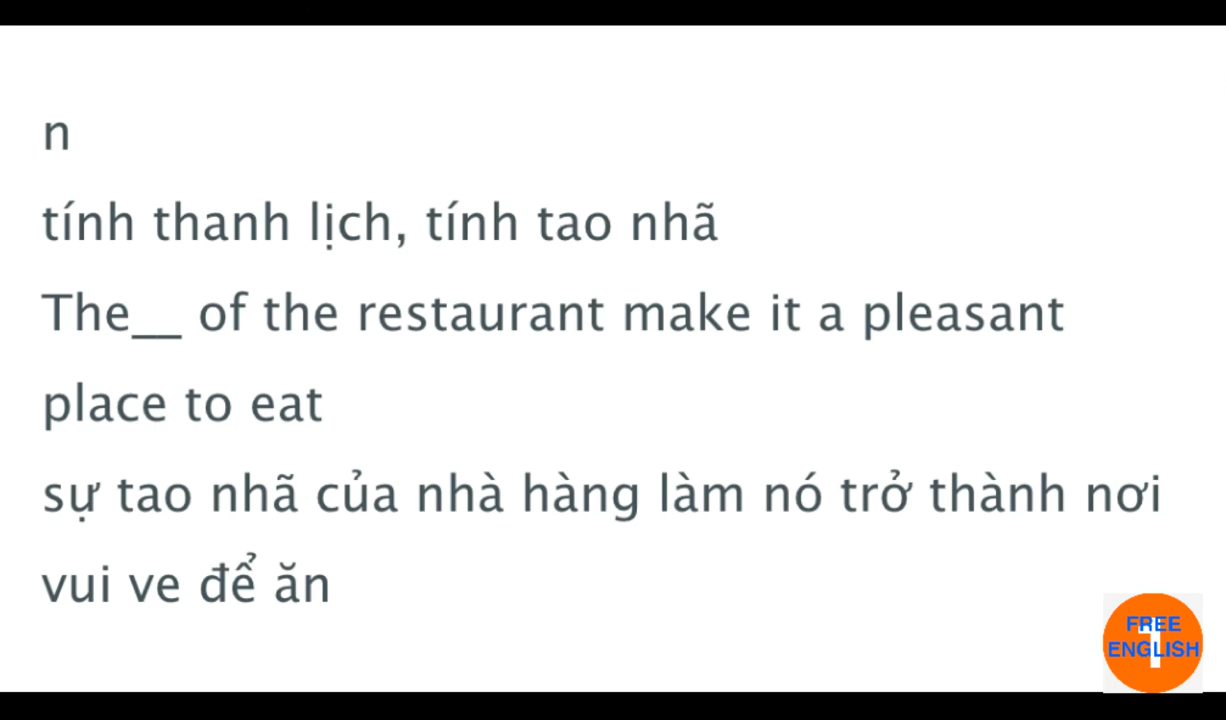 n
tính thanh lịch, tính tao nhã
The__ of the restaurant make it a pleasant
place to eat
sự tao nhã của nhà hàng làm nó trở thành nơi
vui ve để ăn
FREE
1
ENGLISH